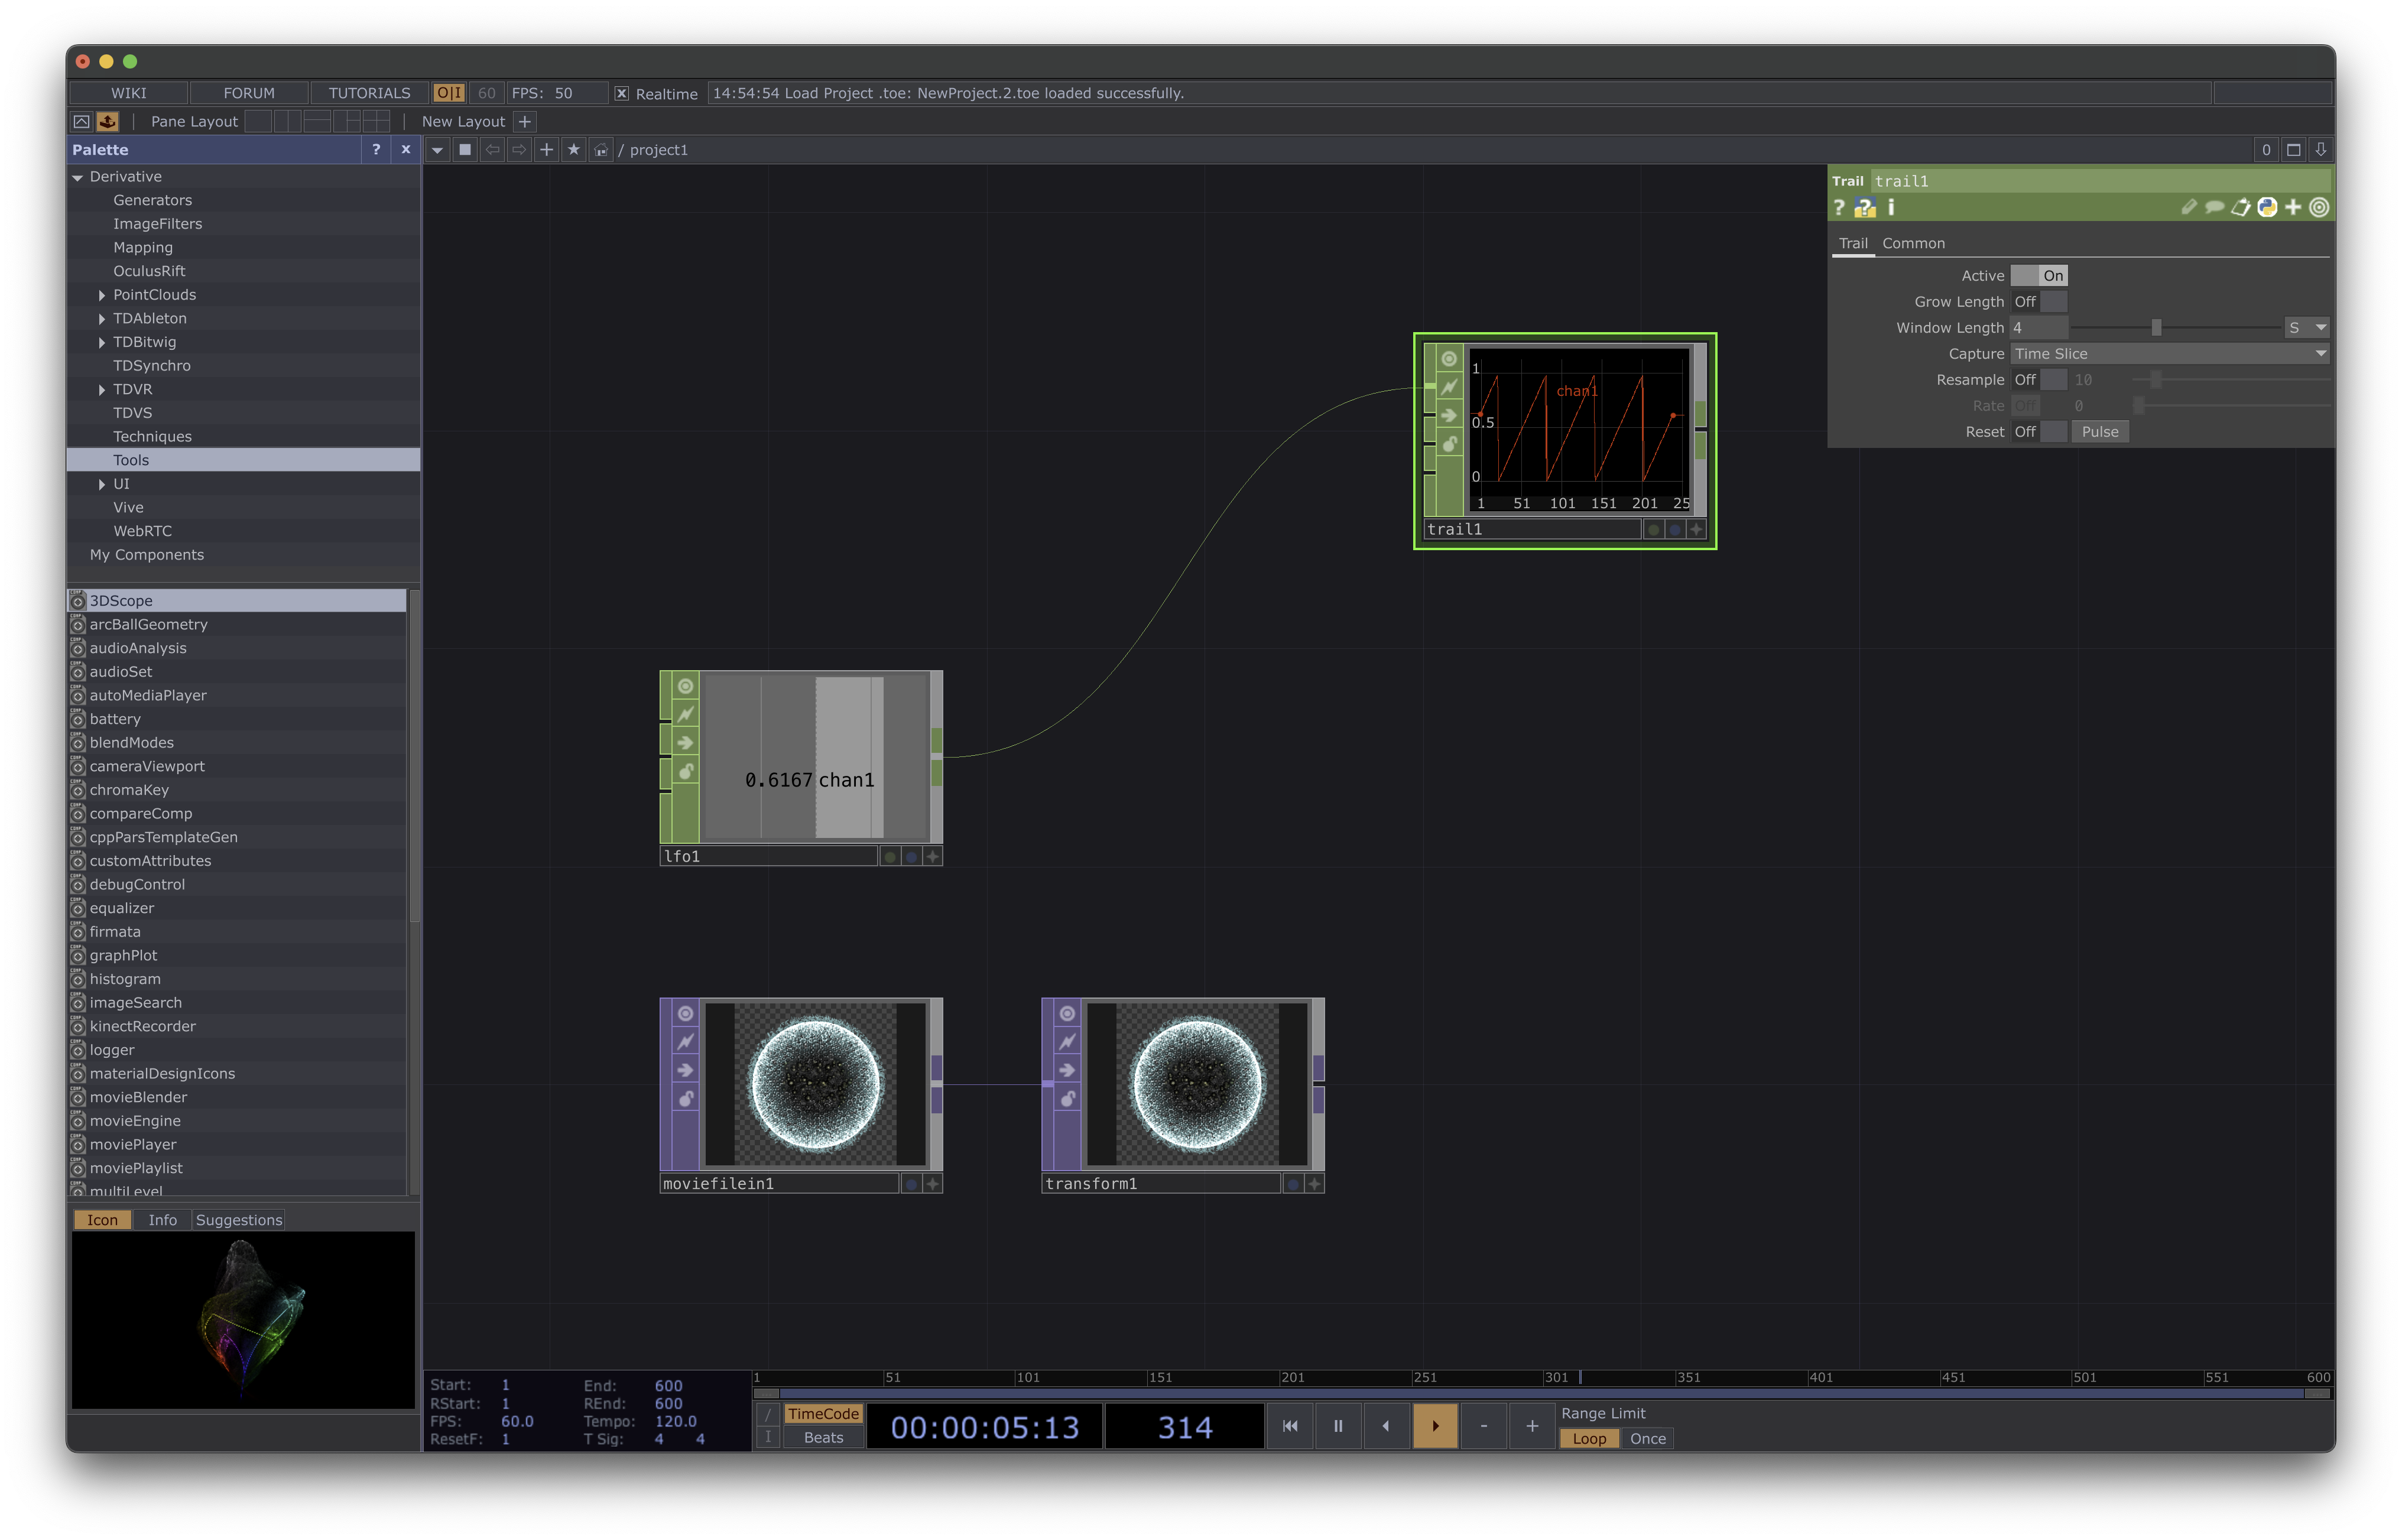 WIKI FORUM TUTORIALS O|I 60 FPS: 50 Realtime 14:54:54 Load Project .toe: NewProject.2.toe loaded successfully.
Pane Layout New Layout +
Palette ? x / project1 0
Derivative
Generators
ImageFilters
Mapping
OculusRift
PointClouds
TDAbleton
TDBitwig
TDSynchro
TDVR
TDVS
Techniques
Tools
UI
Vive
WebRTC
My Components
3DScope
arcBallGeometry
audioAnalysis
audioSet
autoMediaPlayer
battery
blendModes
cameraViewport
chromaKey
compareComp
cppParsTemplateGen
customAttributes
debugControl
equalizer
firmata
graphPlot
histogram
imageSearch
kinectRecorder
logger
materialDesignIcons
movieBlender
movieEngine
moviePlayer
moviePlaylist
multiLevel
Icon Info Suggestions
Trail trail1
? ? i
Trail Common
Active On
Grow Length Off
Window Length 4 S
Capture Time Slice
Resample Off 10
Rate Off 0
Reset Off Pulse
1
chan1
0.5
0
1 51 101 151 201 25
trail1
0.6167 chan1
lfo1
moviefilein1
transform1
1 51 101 151 201 251 301 351 401 451 501 551 600
Start: 1 End: 600
RStart: 1 REnd: 600
FPS: 60.0 Tempo: 120.0
ResetF: 1 T Sig: 4 4
/ TimeCode
I Beats
00:00:05:13 314
- +
Range Limit
Loop Once